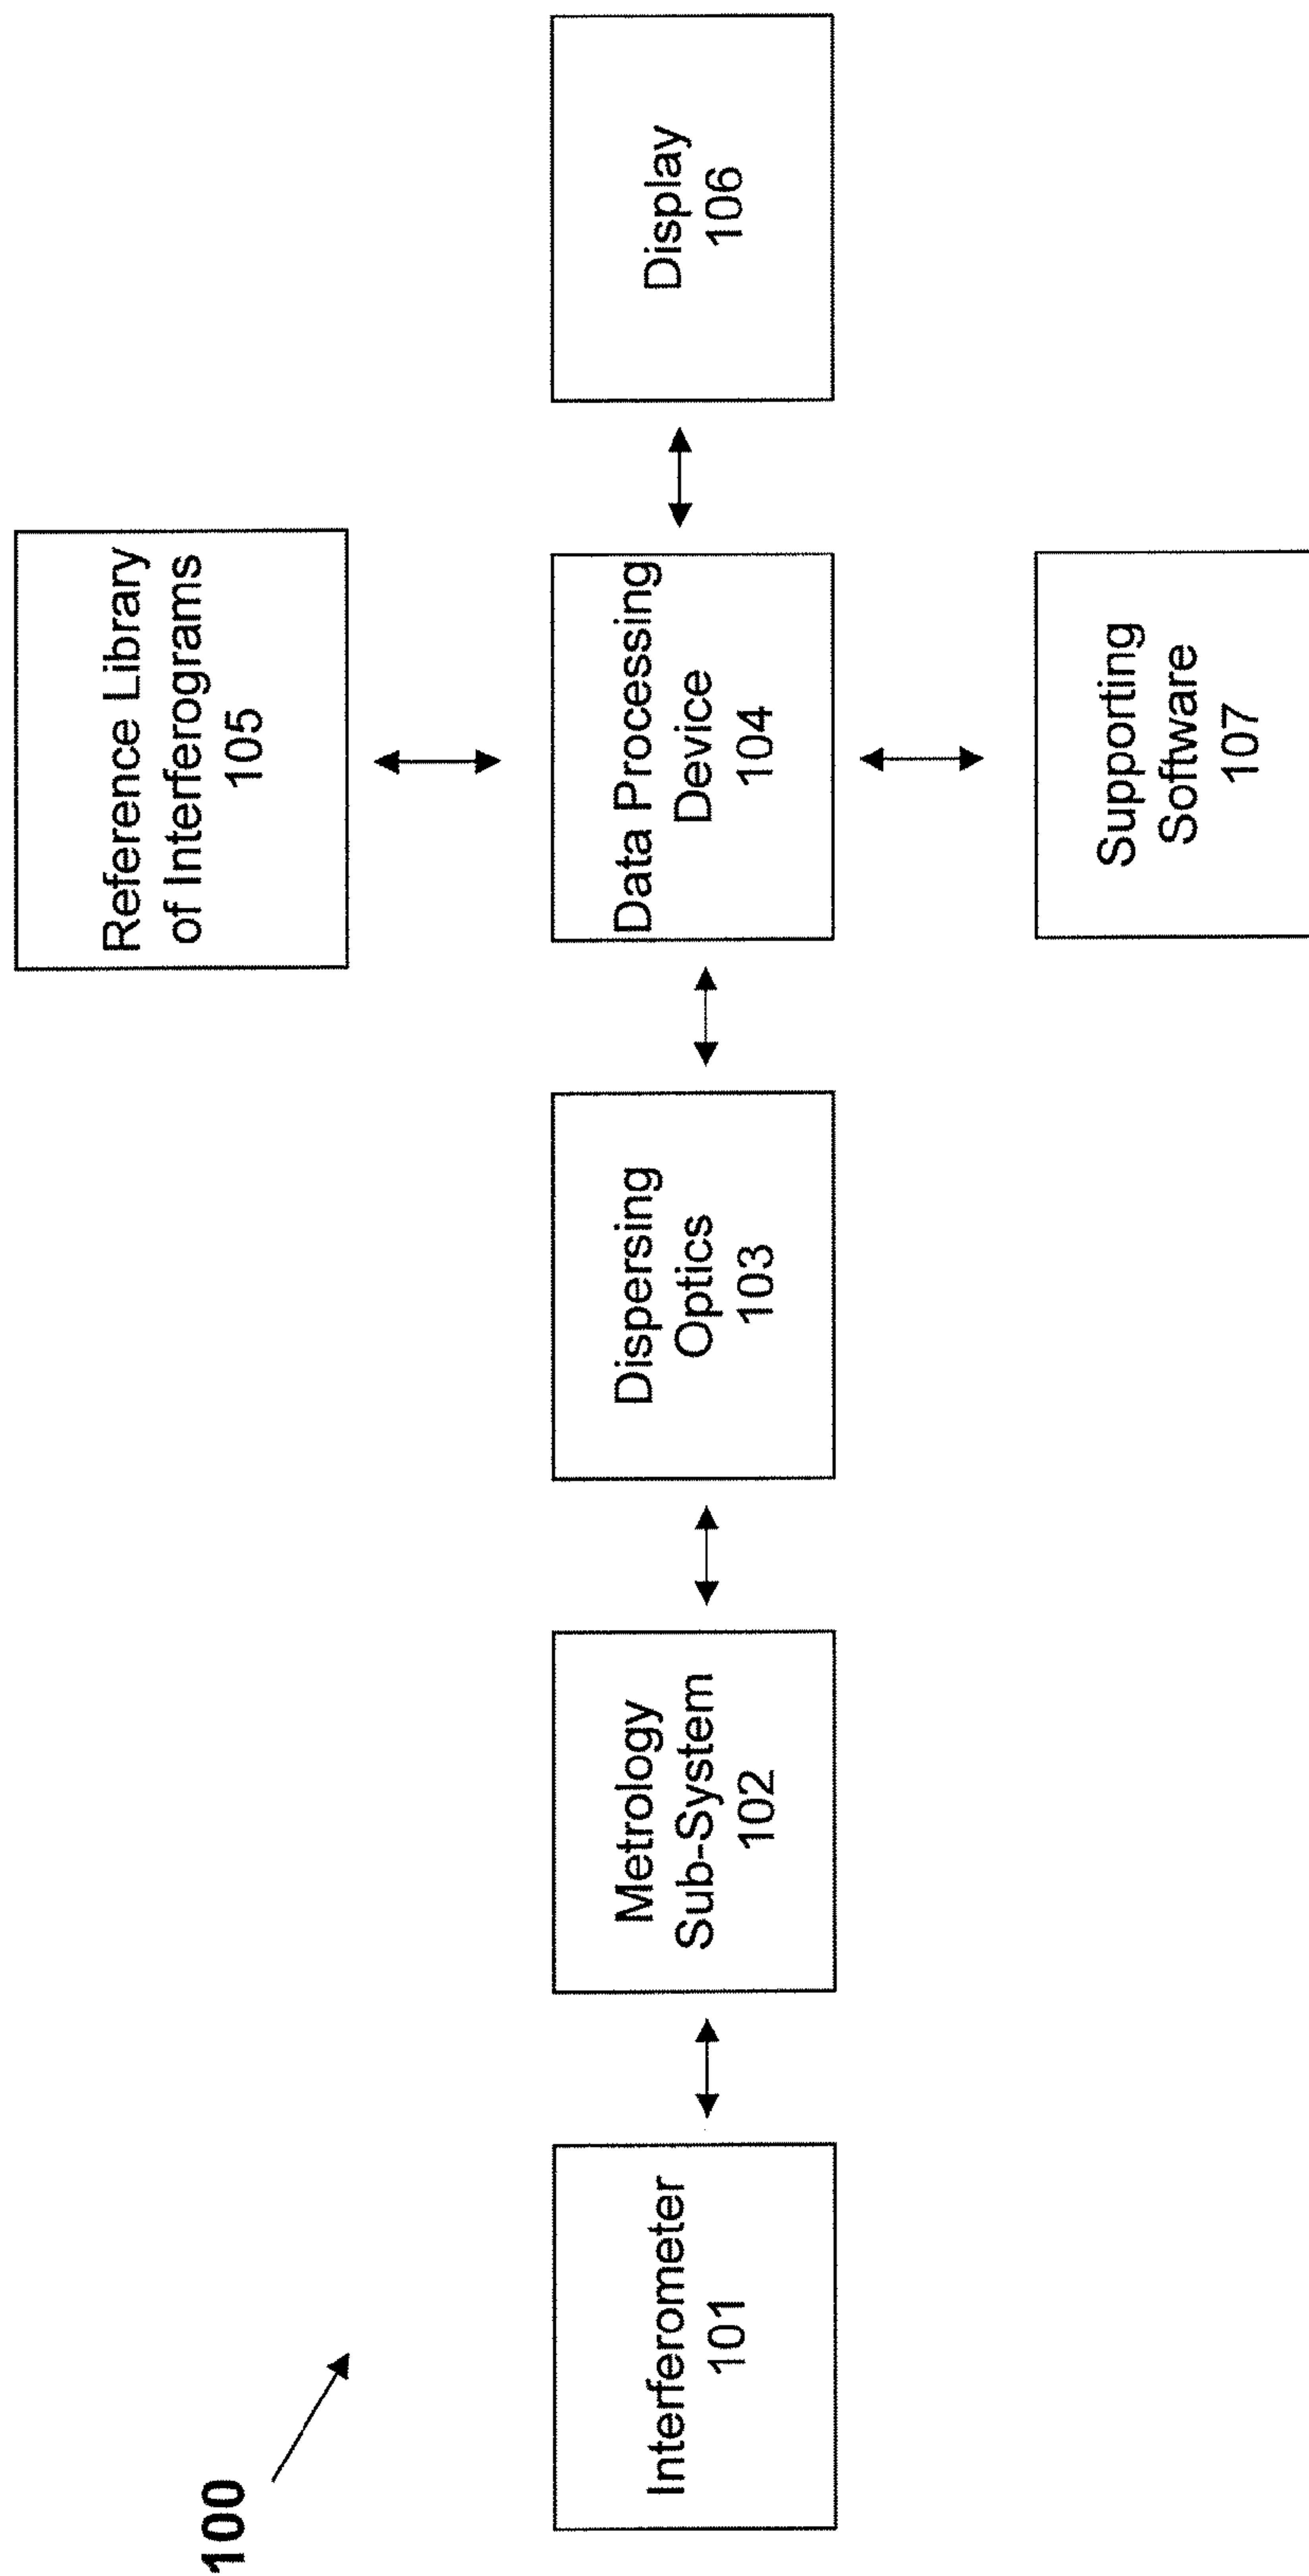 100
Reference Library
of Interferograms
105
Interferometer
101
Metrology
Sub-System
102
Dispersing
Optics
103
Data Processing
Device
104
Display
106
Supporting
Software
107